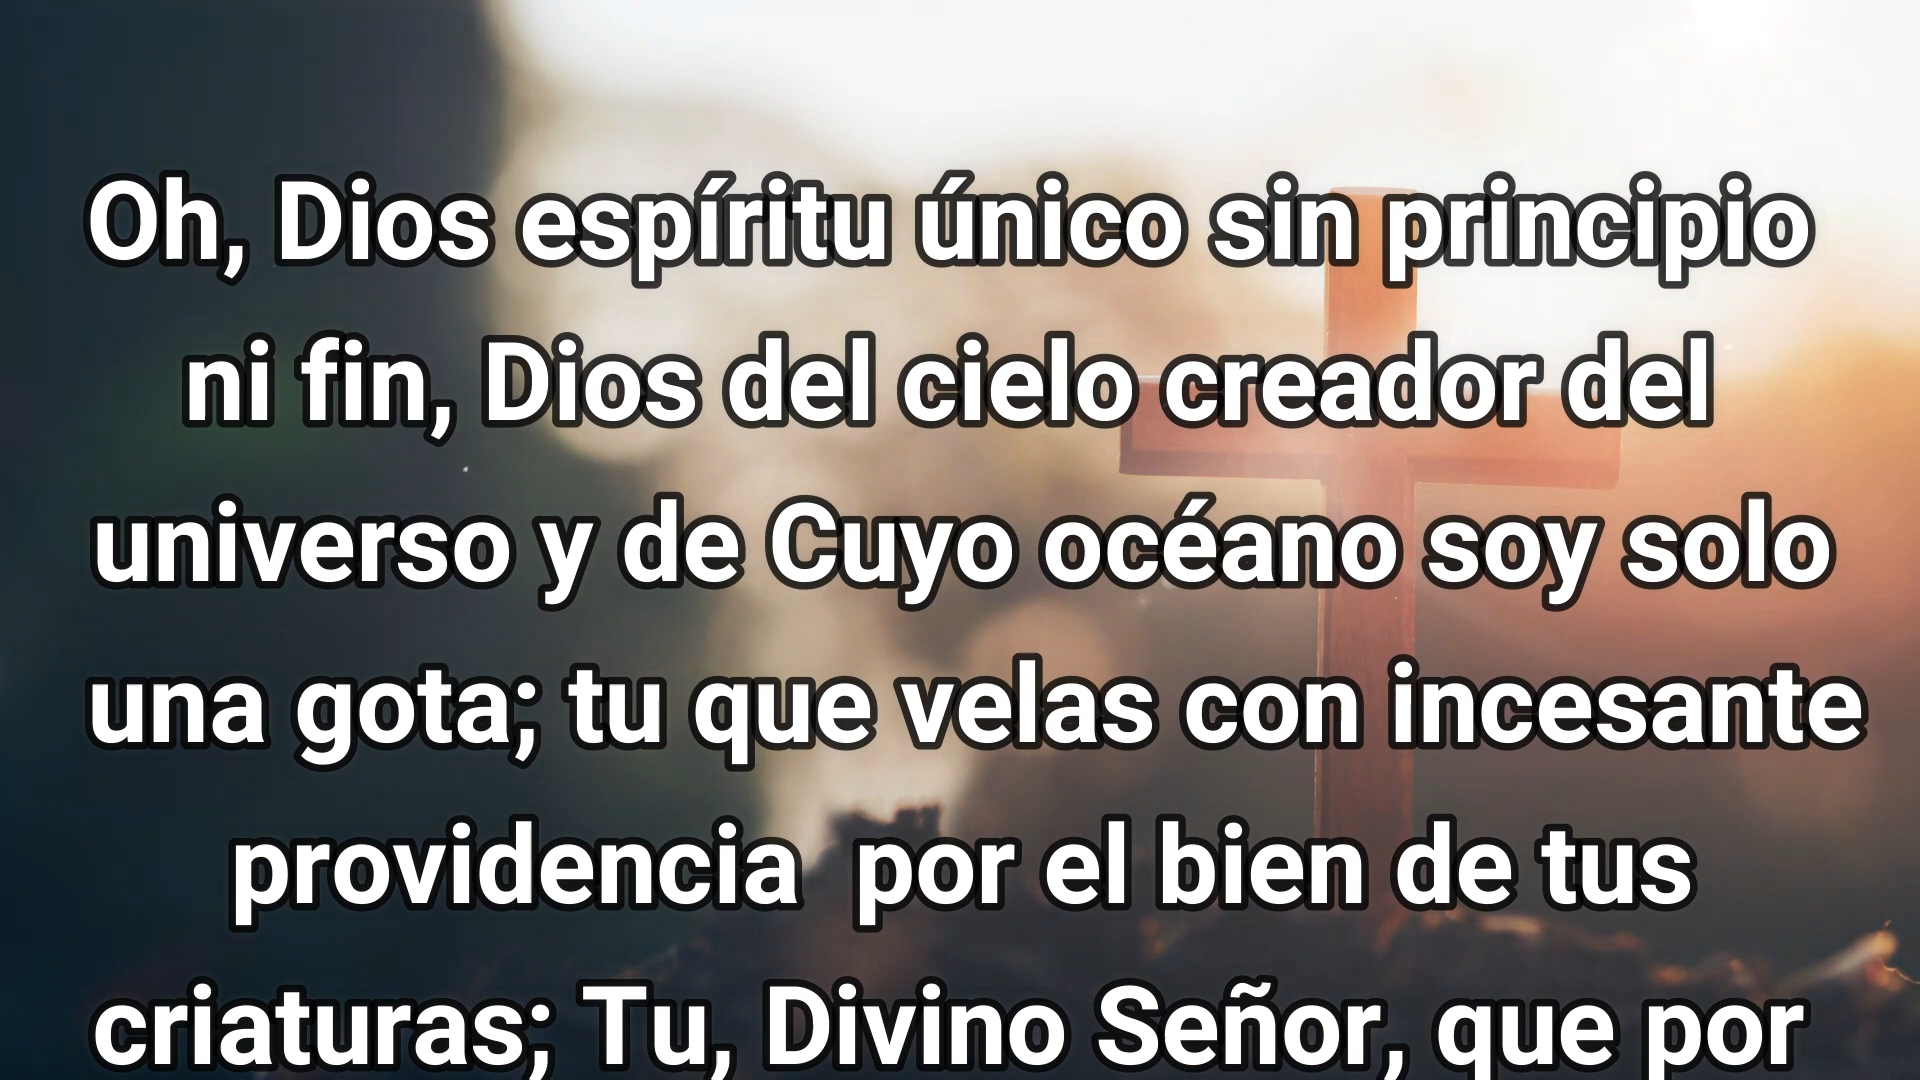 Oh, Dios espíritu único sin principio
ni fin, Dios del cielo creador del
universo y de Cuyo océano soy solo
una gota; tu que velas con incesante
providencia  por el bien de tus
criaturas; Tu, Divino Señor, que por